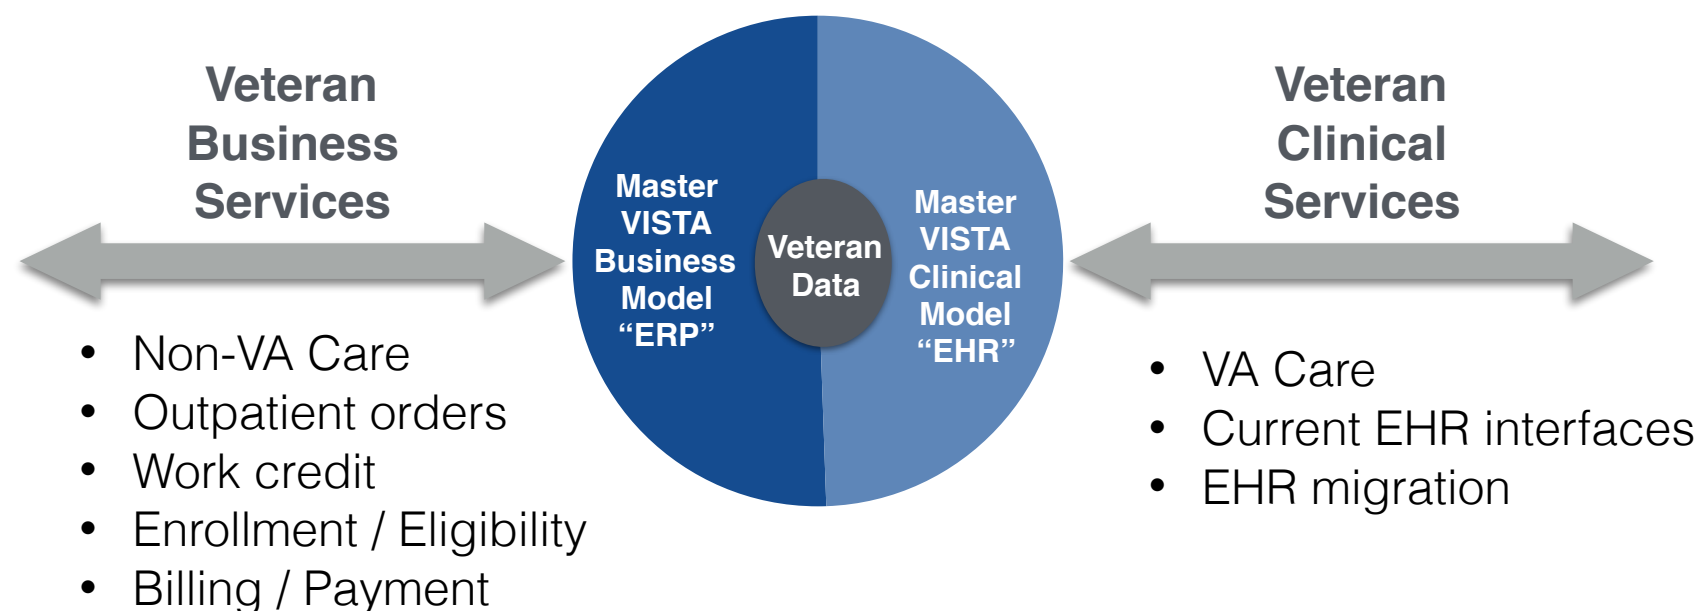 Veteran
Business
Services
• Non-VA Care
• Outpatient orders
• Work credit
• Enrollment / Eligibility
• Billing / Payment
Master
VISTA
Business
Model
“ERP”
Veteran
Data
Master
VISTA
Clinical
Model
“EHR”
Veteran
Clinical
Services
• VA Care
• Current EHR interfaces
• EHR migration